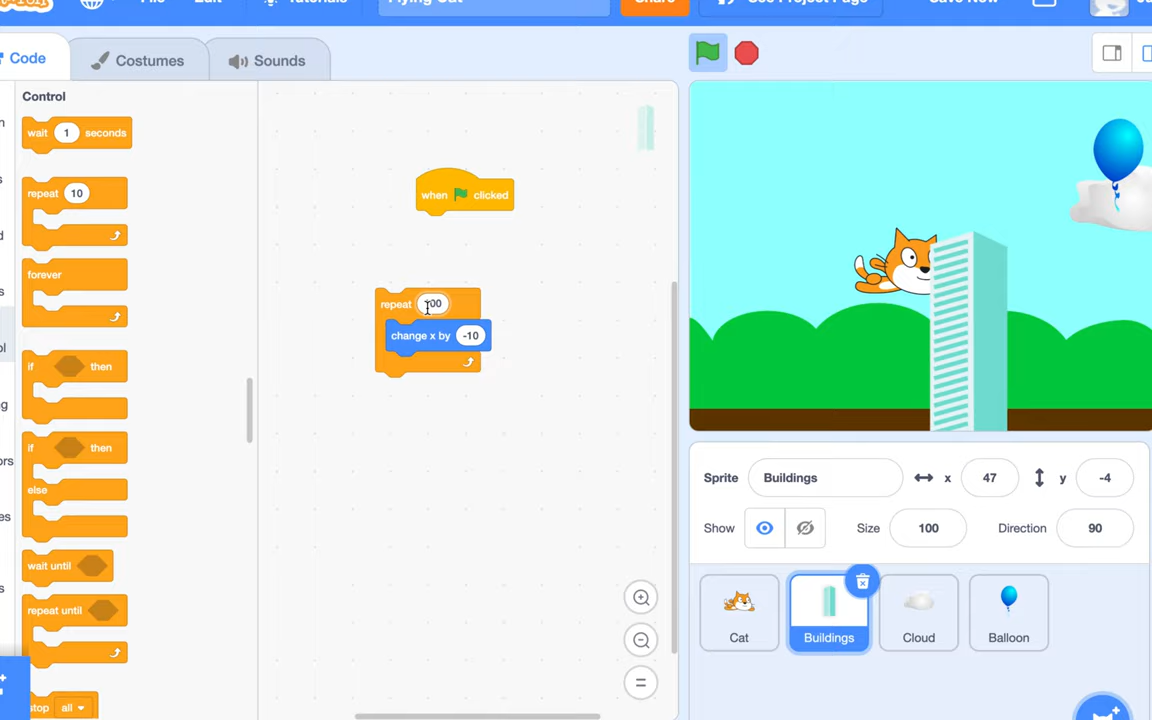 Tutorials
Flying Cat
Share
See Project Page
Save Now
Code
Costumes
Sounds
Control
wait 1 seconds
repeat 10
forever
if then
if then
else
wait until
repeat until
all
when clicked
repeat
change x by -10
Sprite Buildings x 47 y -4
Show Size 100 Direction 90
Cat
Buildings
Cloud
Balloon